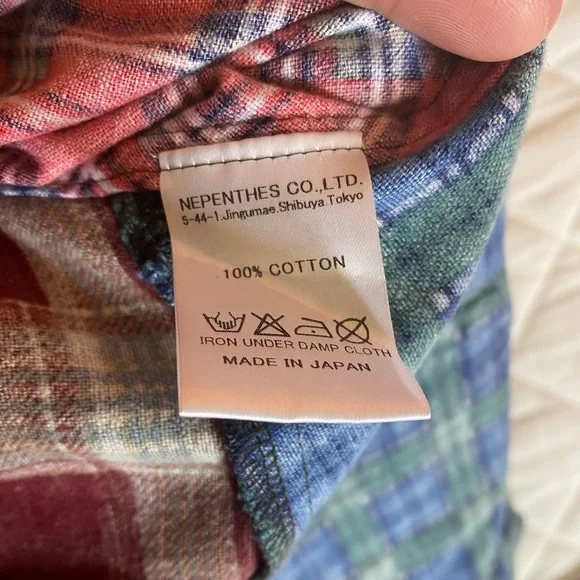 NEPENTHES CO.,LTD.
5-44-1.Jingumae.Shibuya.Tokyo
100% COTTON
IRON UNDER DAMP CLOTH
MADE IN JAPAN